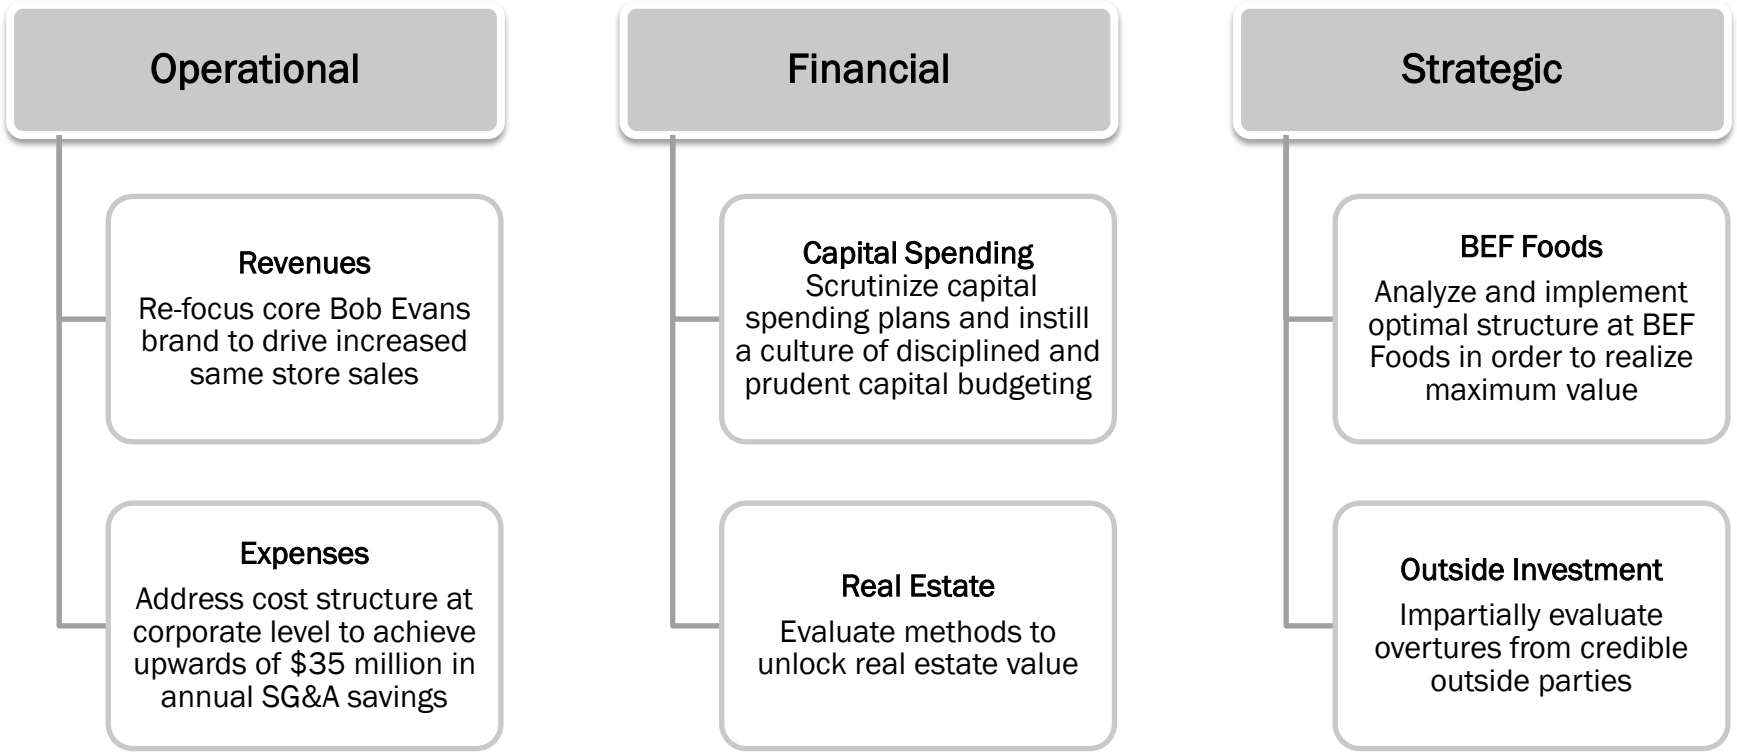 Operational
Revenues
Re-focus core Bob Evans
brand to drive increased
same store sales
Expenses
Address cost structure at
corporate level to achieve
upwards of $35 million in
annual SG&A savings
Financial
Capital Spending
Scrutinize capital
spending plans and instill
a culture of disciplined and
prudent capital budgeting
Real Estate
Evaluate methods to
unlock real estate value
Strategic
BEF Foods
Analyze and implement
optimal structure at BEF
Foods in order to realize
maximum value
Outside Investment
Impartially evaluate
overtures from credible
outside parties